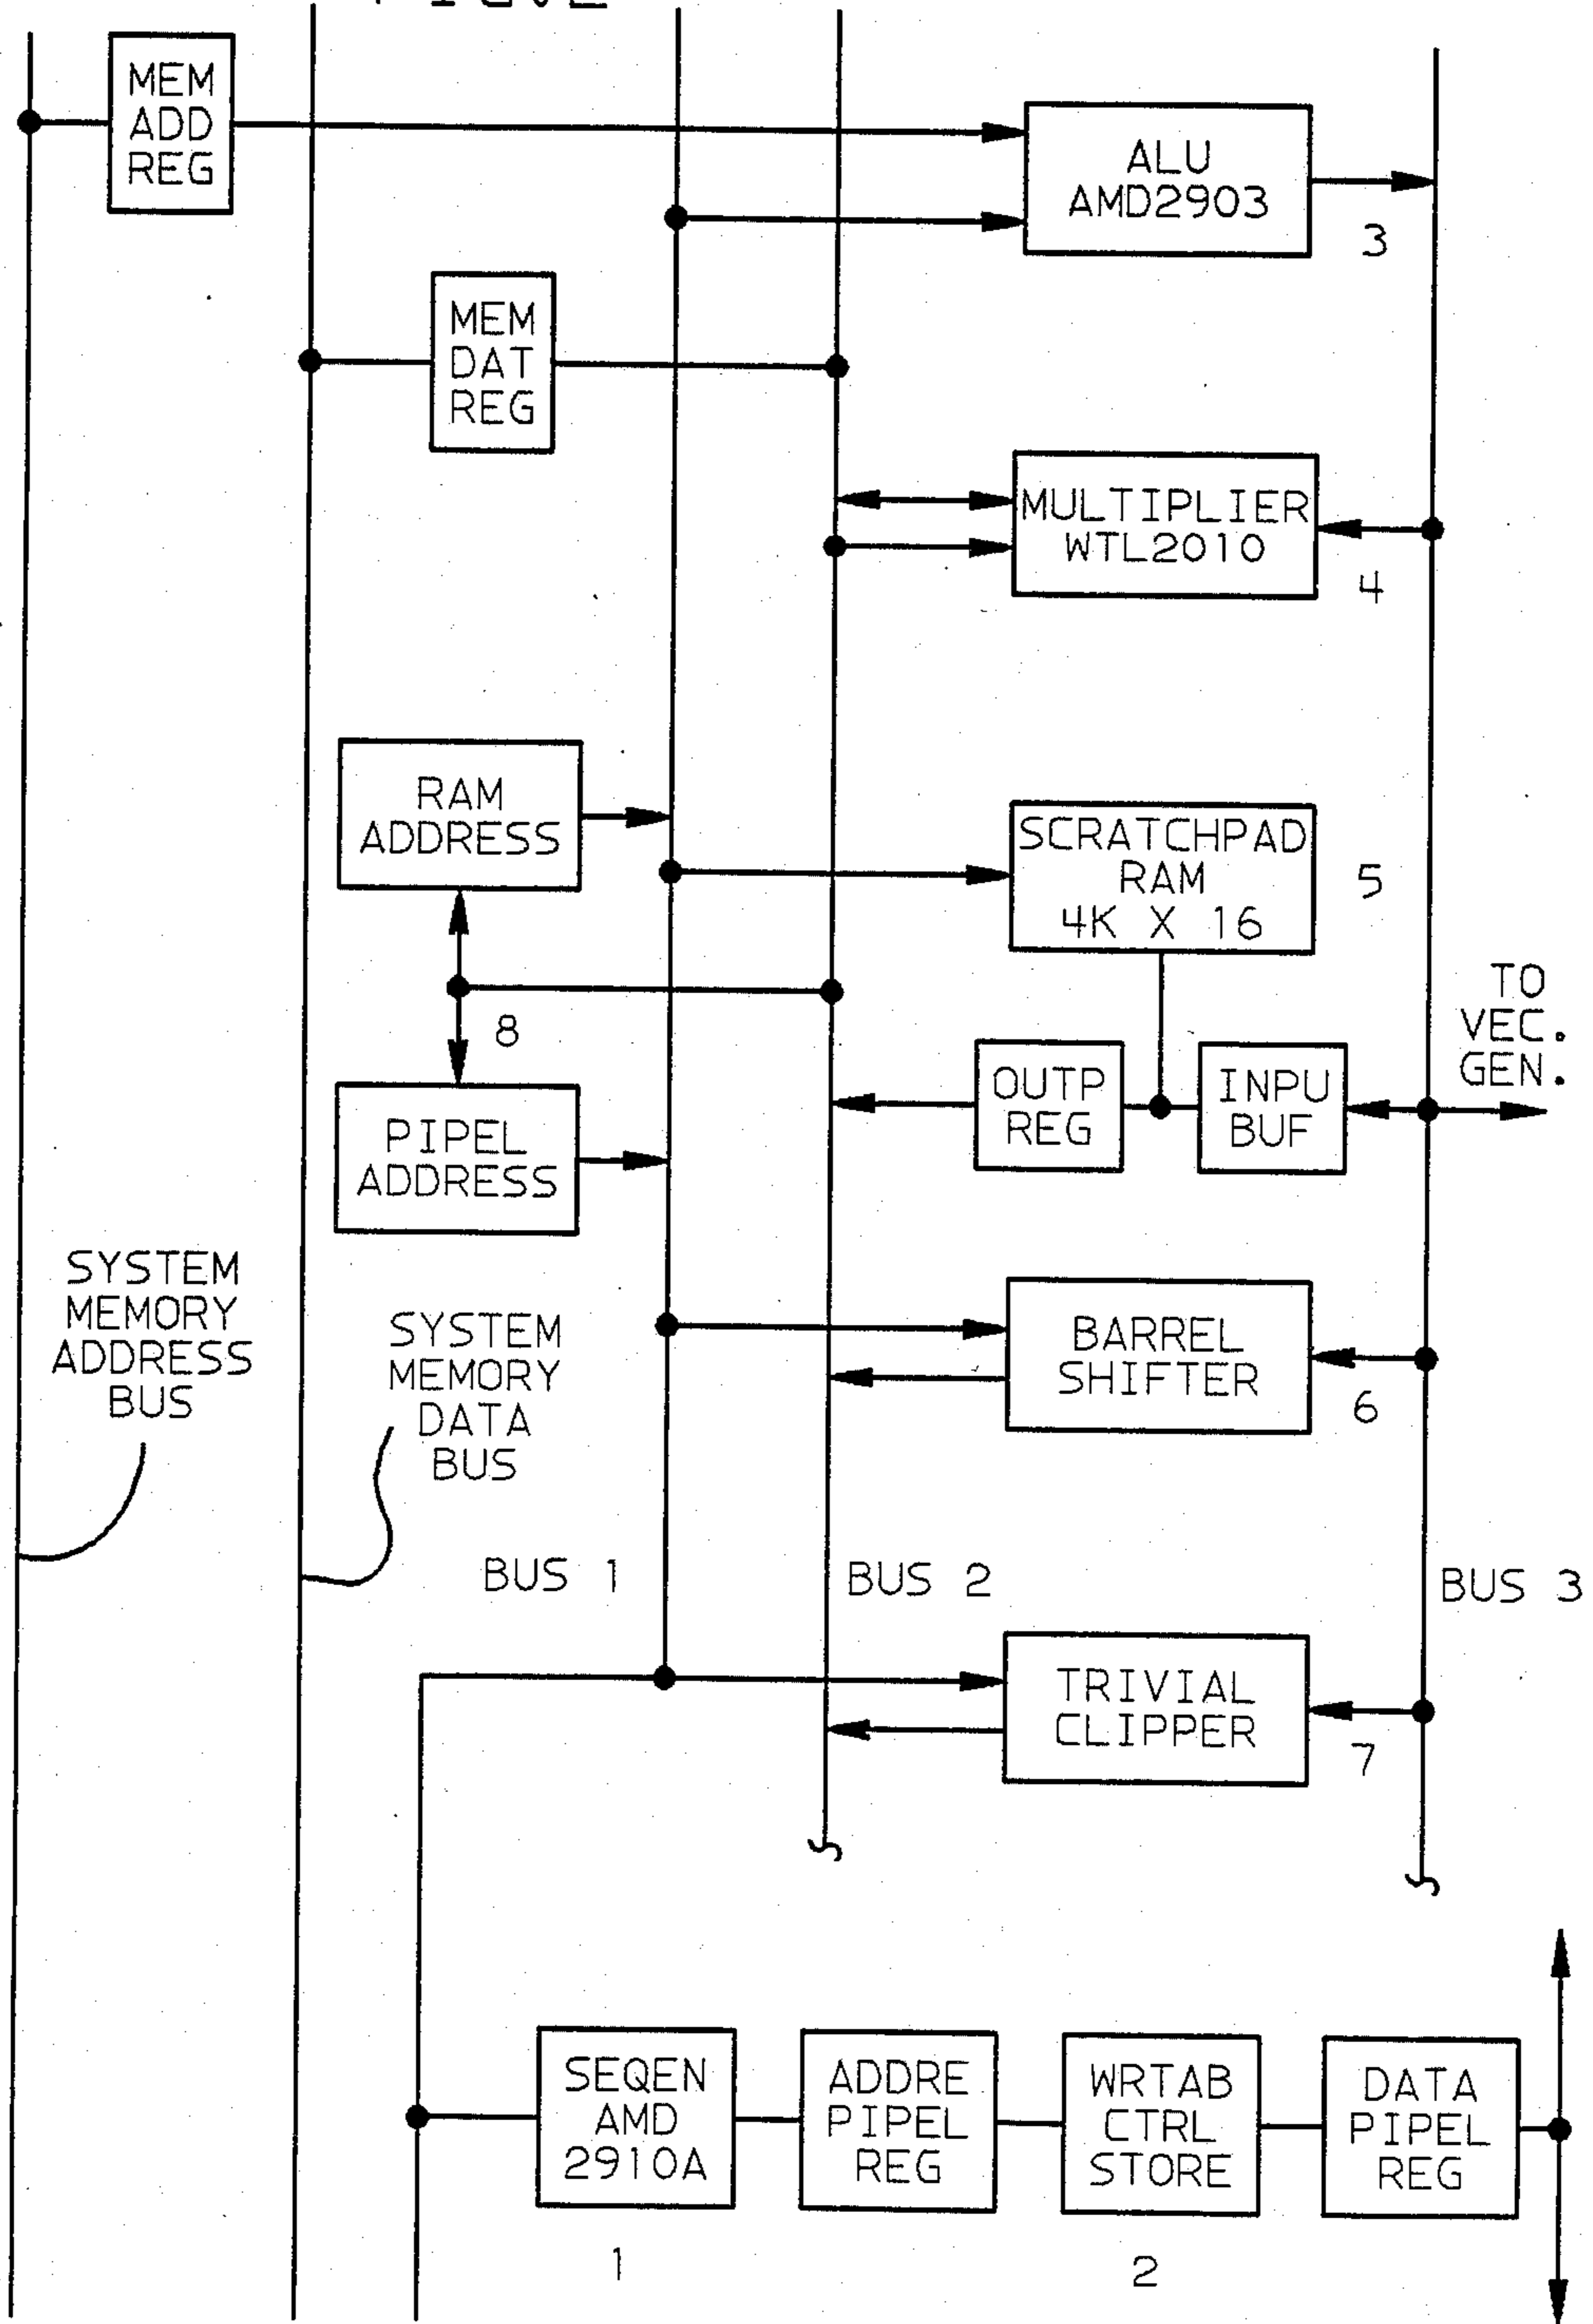 MEM
ADD
REG
ALU
AMD2903
3
MEM
DAT
REG
MULTIPLIER
WTL2010
4
RAM
ADDRESS
SCRATCHPAD
RAM
4K X 16
5
8
TO
VEC.
GEN.
OUTP
REG
INPU
BUF
PIPEL
ADDRESS
SYSTEM
MEMORY
ADDRESS
BUS
SYSTEM
MEMORY
DATA
BUS
BARREL
SHIFTER
6
BUS 1
BUS 2
BUS 3
TRIVIAL
CLIPPER
7
SEQEN
AMD
2910A
ADDRE
PIPEL
REG
WRTAB
CTRL
STORE
DATA
PIPEL
REG
1
2